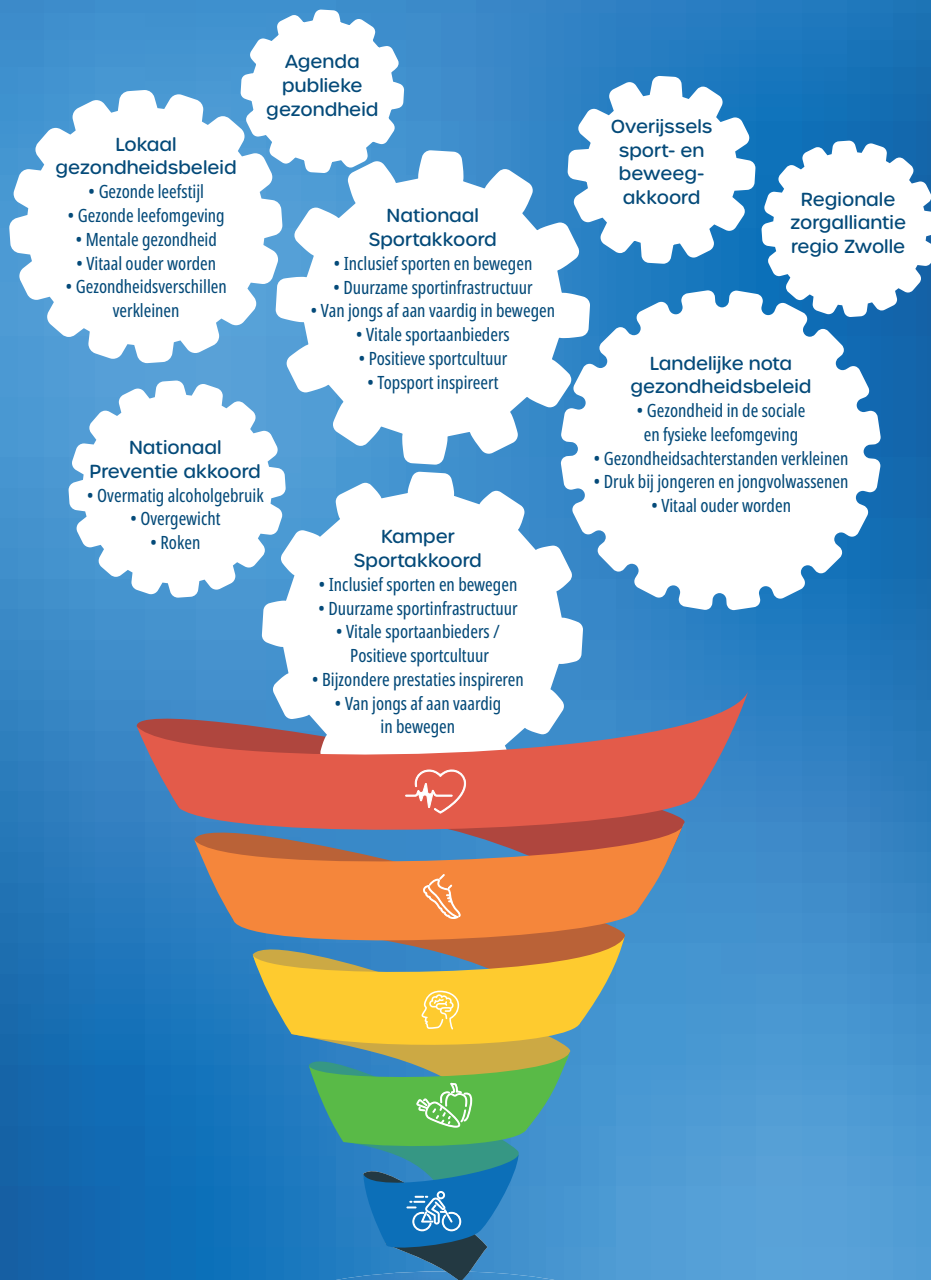 Agenda
publieke
gezondheid
Lokaal
gezondheidsbeleid
• Gezonde leefstijl
• Gezonde leefomgeving
• Mentale gezondheid
• Vitaal ouder worden
• Gezondheidsverschillen
verkleinen
Nationaal
Sportakkoord
• Inclusief sporten en bewegen
• Duurzame sportinfrastructuur
• Van jongs af aan vaardig in bewegen
• Vitale sportaanbieders
• Positieve sportcultuur
• Topsport inspireert
Overijssels
sport- en
beweeg-
akkoord
Regionale
zorgalliantie
regio Zwolle
Landelijke nota
gezondheidsbeleid
• Gezondheid in de sociale
en fysieke leefomgeving
• Gezondheidsachterstanden verkleinen
• Druk bij jongeren en jongvolwassenen
• Vitaal ouder worden
Nationaal
Preventie akkoord
• Overmatig alcoholgebruik
• Overgewicht
• Roken
Kamper
Sportakkoord
• Inclusief sporten en bewegen
• Duurzame sportinfrastructuur
• Vitale sportaanbieders /
Positieve sportcultuur
• Bijzondere prestaties inspireren
• Van jongs af aan vaardig
in bewegen